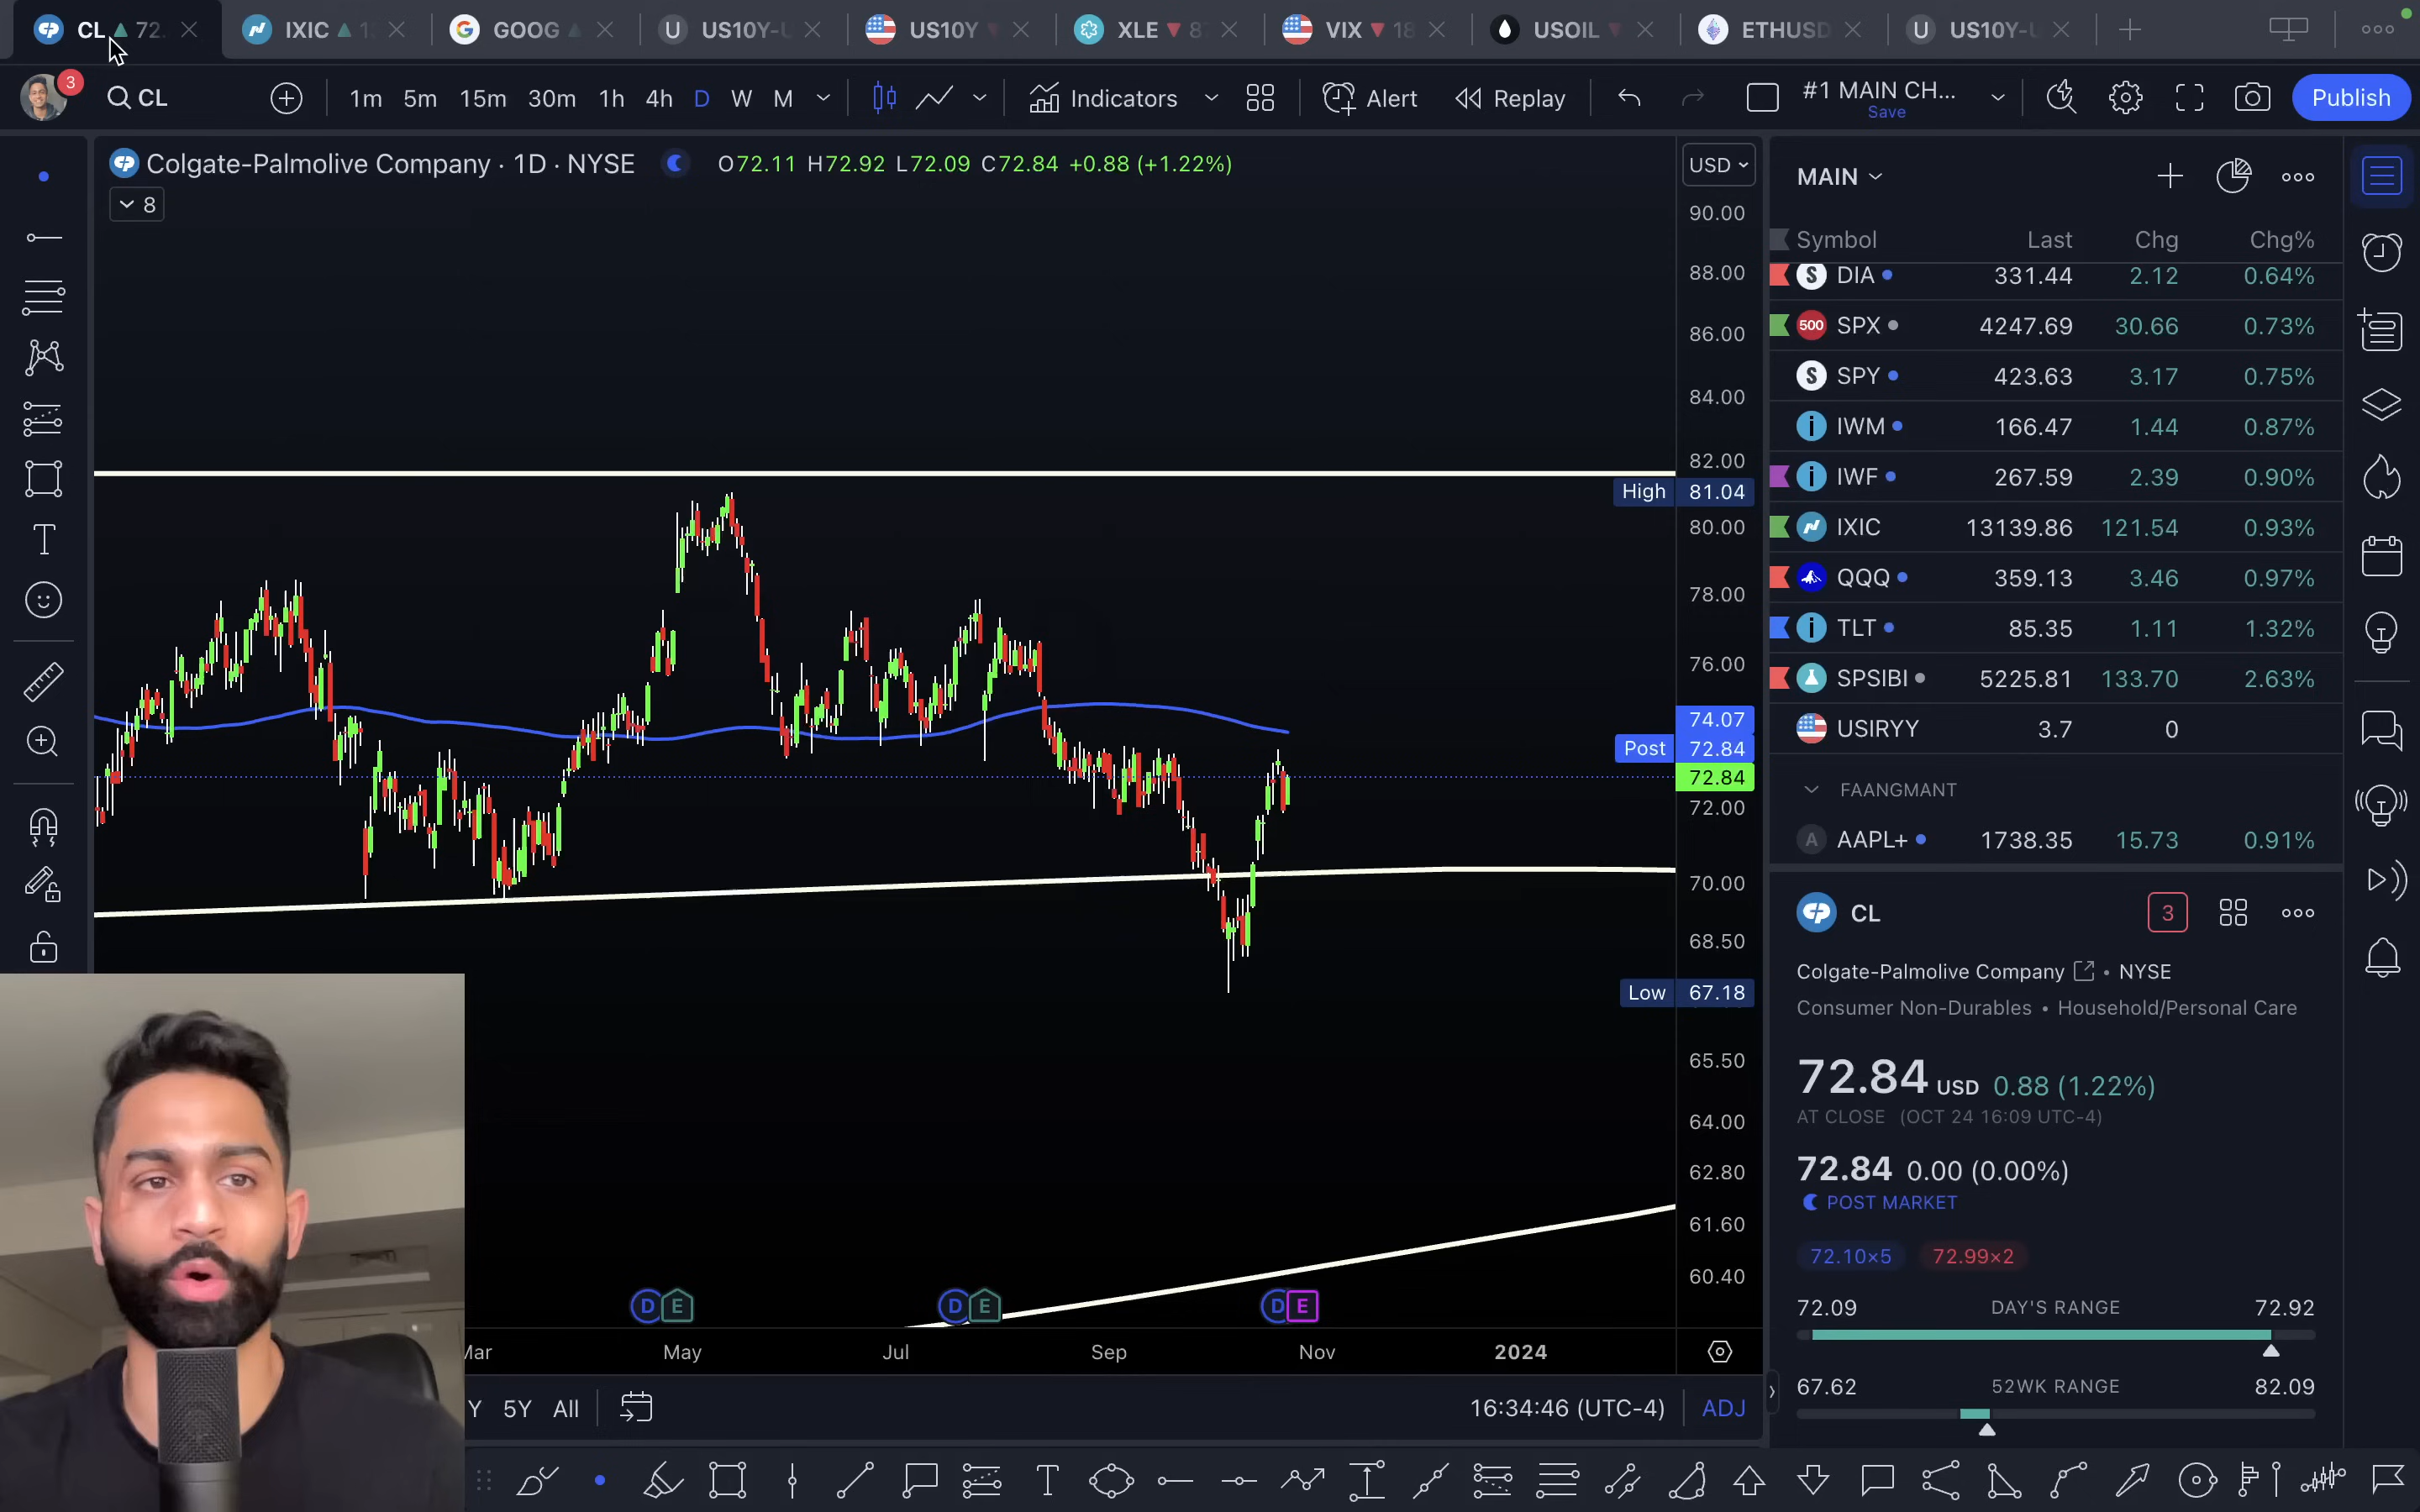 CL 72.
IXIC 1
GOOG
US10Y-U
US10Y
XLE 8
VIX 18
USOIL
ETHUSD
US10Y-U
3
CL
1m 5m 15m 30m 1h 4h D W M
Indicators
Alert
Replay
#1 MAIN CH...
Save
Publish
Colgate-Palmolive Company · 1D · NYSE
O72.11 H72.92 L72.09 C72.84 +0.88 (+1.22%)
8
USD
90.00
88.00
86.00
84.00
82.00
High 81.04
80.00
78.00
76.00
74.07
Post 72.84
72.84
72.00
70.00
68.50
Low 67.18
65.50
64.00
62.80
61.60
60.40
D E
D E
D E
Mar May Jul Sep Nov 2024
Y 5Y All
16:34:46 (UTC-4)
ADJ
T
T
MAIN
Symbol Last Chg Chg%
DIA 331.44 2.12 0.64%
500 SPX 4247.69 30.66 0.73%
S SPY 423.63 3.17 0.75%
i IWM 166.47 1.44 0.87%
i IWF 267.59 2.39 0.90%
IXIC 13139.86 121.54 0.93%
QQQ 359.13 3.46 0.97%
i TLT 85.35 1.11 1.32%
SPSIBI 5225.81 133.70 2.63%
USIRYY 3.7 0
FAANGMANT
A AAPL+ 1738.35 15.73 0.91%
CL
3
Colgate-Palmolive Company • NYSE
Consumer Non-Durables • Household/Personal Care
72.84 USD 0.88 (1.22%)
AT CLOSE (OCT 24 16:09 UTC-4)
72.84 0.00 (0.00%)
POST MARKET
72.10×5 72.99×2
72.09 DAY'S RANGE 72.92
67.62 52WK RANGE 82.09